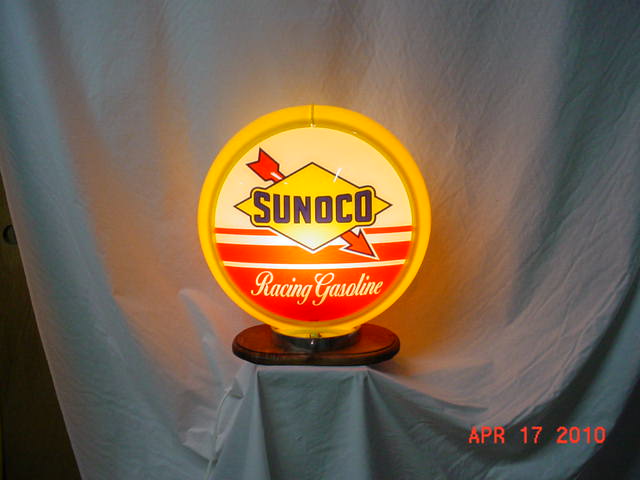 SUNOCO
Racing Gasoline
APR 17 2010